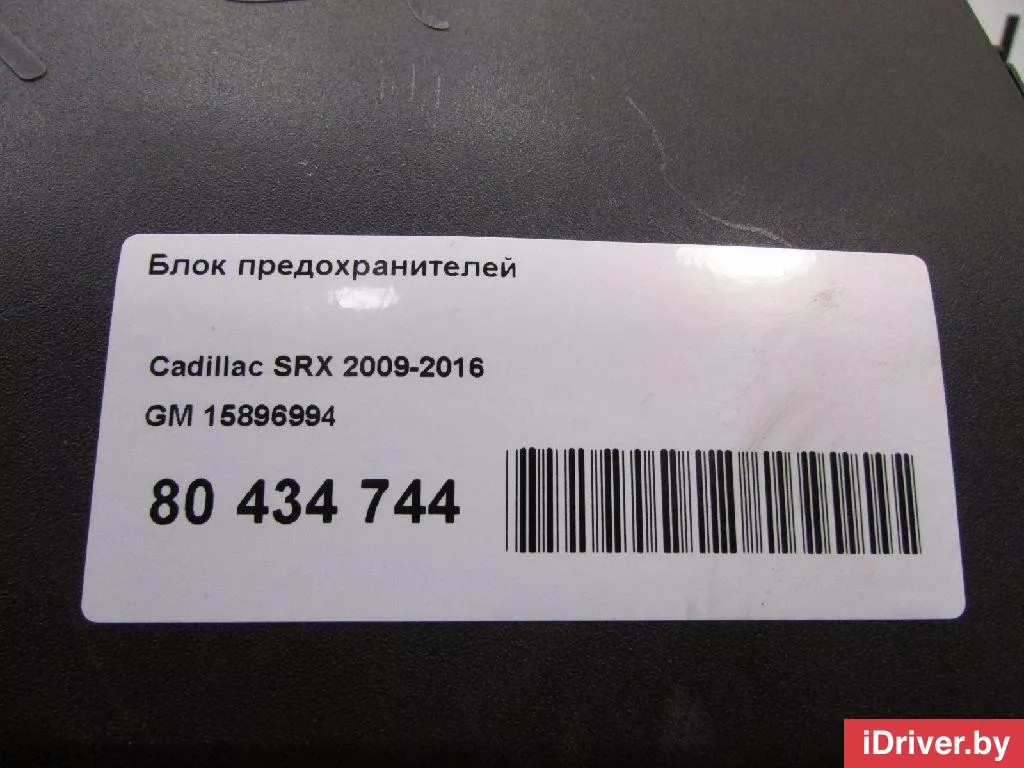 Блок предохранителей
Cadillac SRX 2009-2016
GM 15896994
80 434 744
iDriver.by